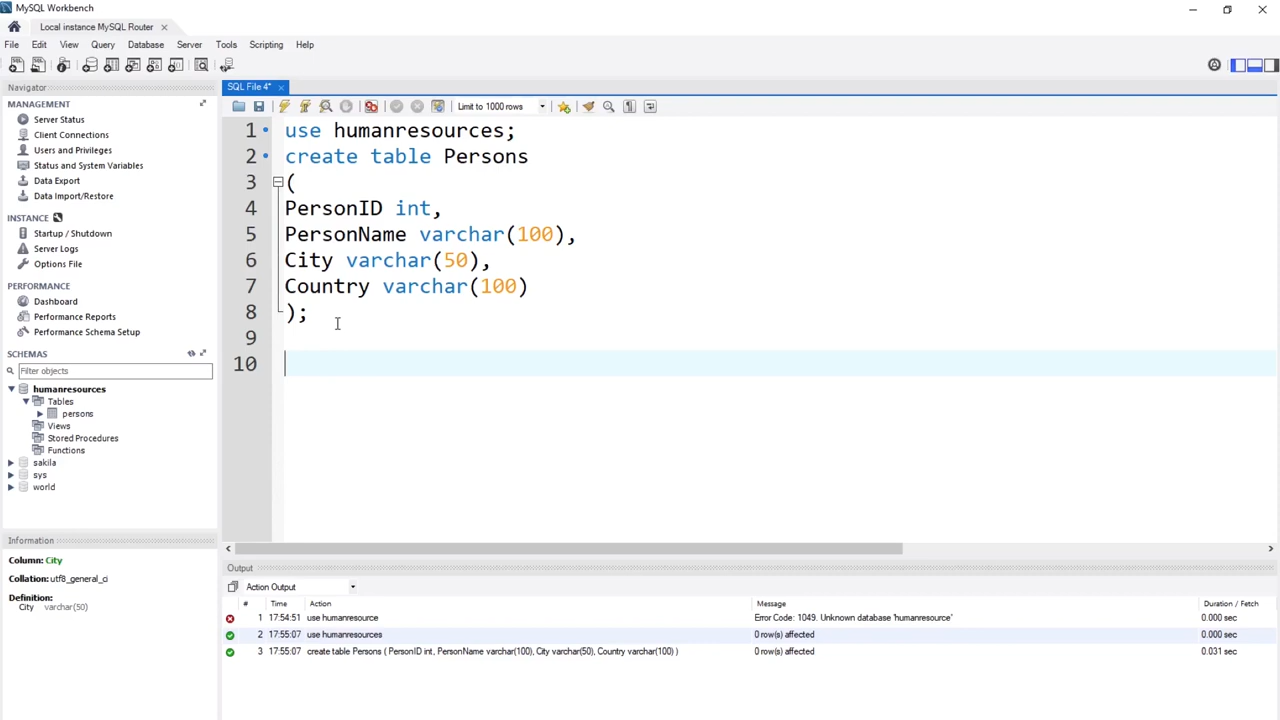 MySQL Workbench
Local instance MySQL Router
File Edit View Query Database Server Tools Scripting Help
Navigator
MANAGEMENT
Server Status
Client Connections
Users and Privileges
Status and System Variables
Data Export
Data Import/Restore
INSTANCE
Startup / Shutdown
Server Logs
Options File
PERFORMANCE
Dashboard
Performance Reports
Performance Schema Setup
SCHEMAS
Filter objects
humanresources
Tables
persons
Views
Stored Procedures
Functions
sakila
sys
world
Information
Column: City
Collation: utf8_general_ci
Definition:
City varchar(50)
SQL File 4*
Limit to 1000 rows
1 use humanresources;
2 create table Persons
3 (
4 PersonID int,
5 PersonName varchar(100),
6 City varchar(50),
7 Country varchar(100)
8 );
9
10
Output
Action Output
# Time Action Message Duration / Fetch
1 17:54:51 use humanresource Error Code: 1049. Unknown database 'humanresource' 0.000 sec
2 17:55:07 use humanresources 0 row(s) affected 0.000 sec
3 17:55:07 create table Persons ( PersonID int, PersonName varchar(100), City varchar(50), Country varchar(100) ) 0 row(s) affected 0.031 sec